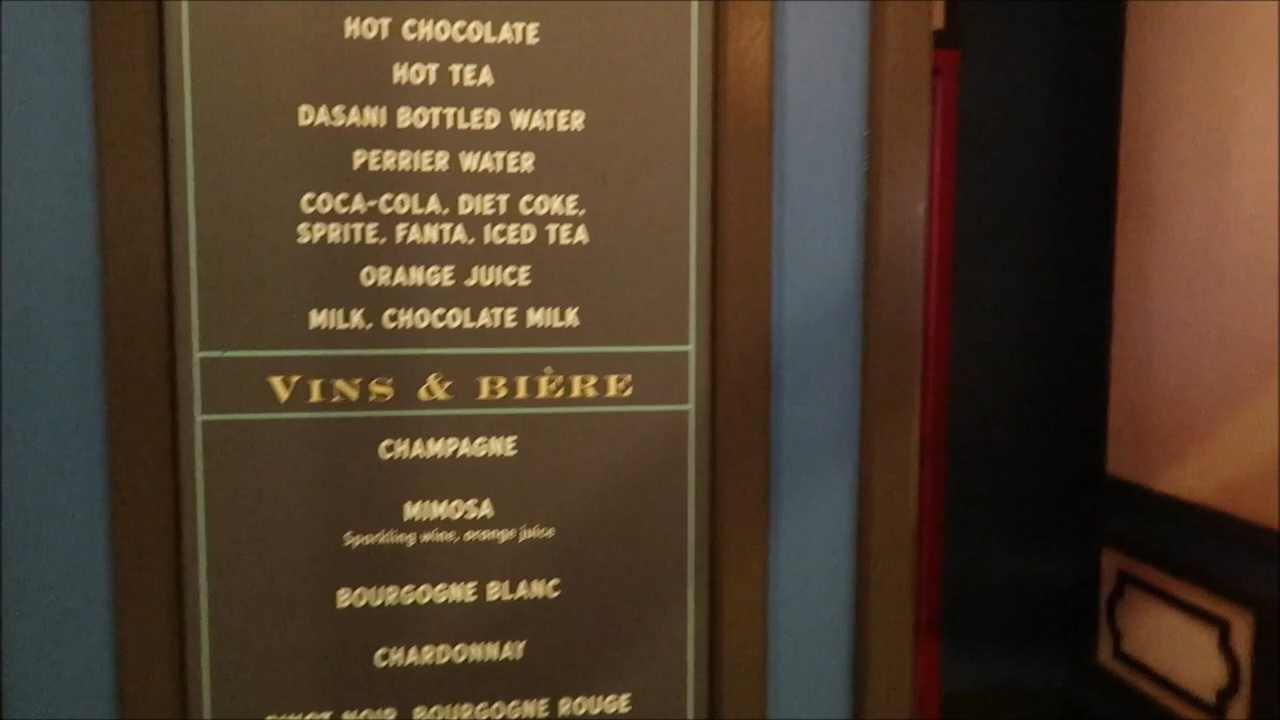 HOT CHOCOLATE
HOT TEA
DASANI BOTTLED WATER
PERRIER WATER
COCA-COLA, DIET COKE,
SPRITE, FANTA, ICED TEA
ORANGE JUICE
MILK, CHOCOLATE MILK
VINS & BIÈRE
CHAMPAGNE
MIMOSA
Sparkling wine, orange juice
BOURGOGNE BLANC
CHARDONNAY
PINOT NOIR, BOURGOGNE ROUGE